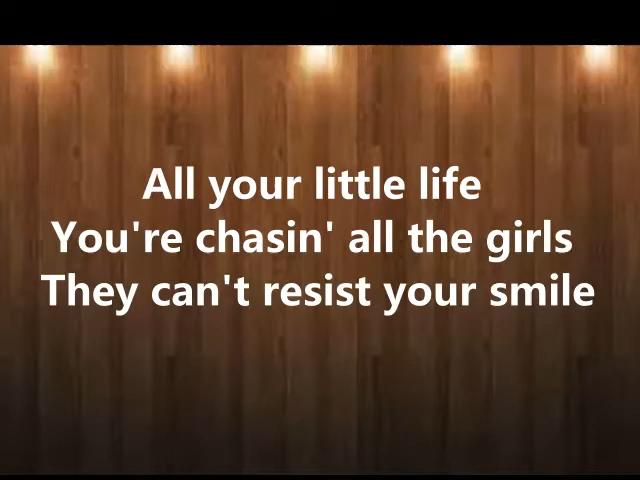 All your little life
You're chasin' all the girls
They can't resist your smile